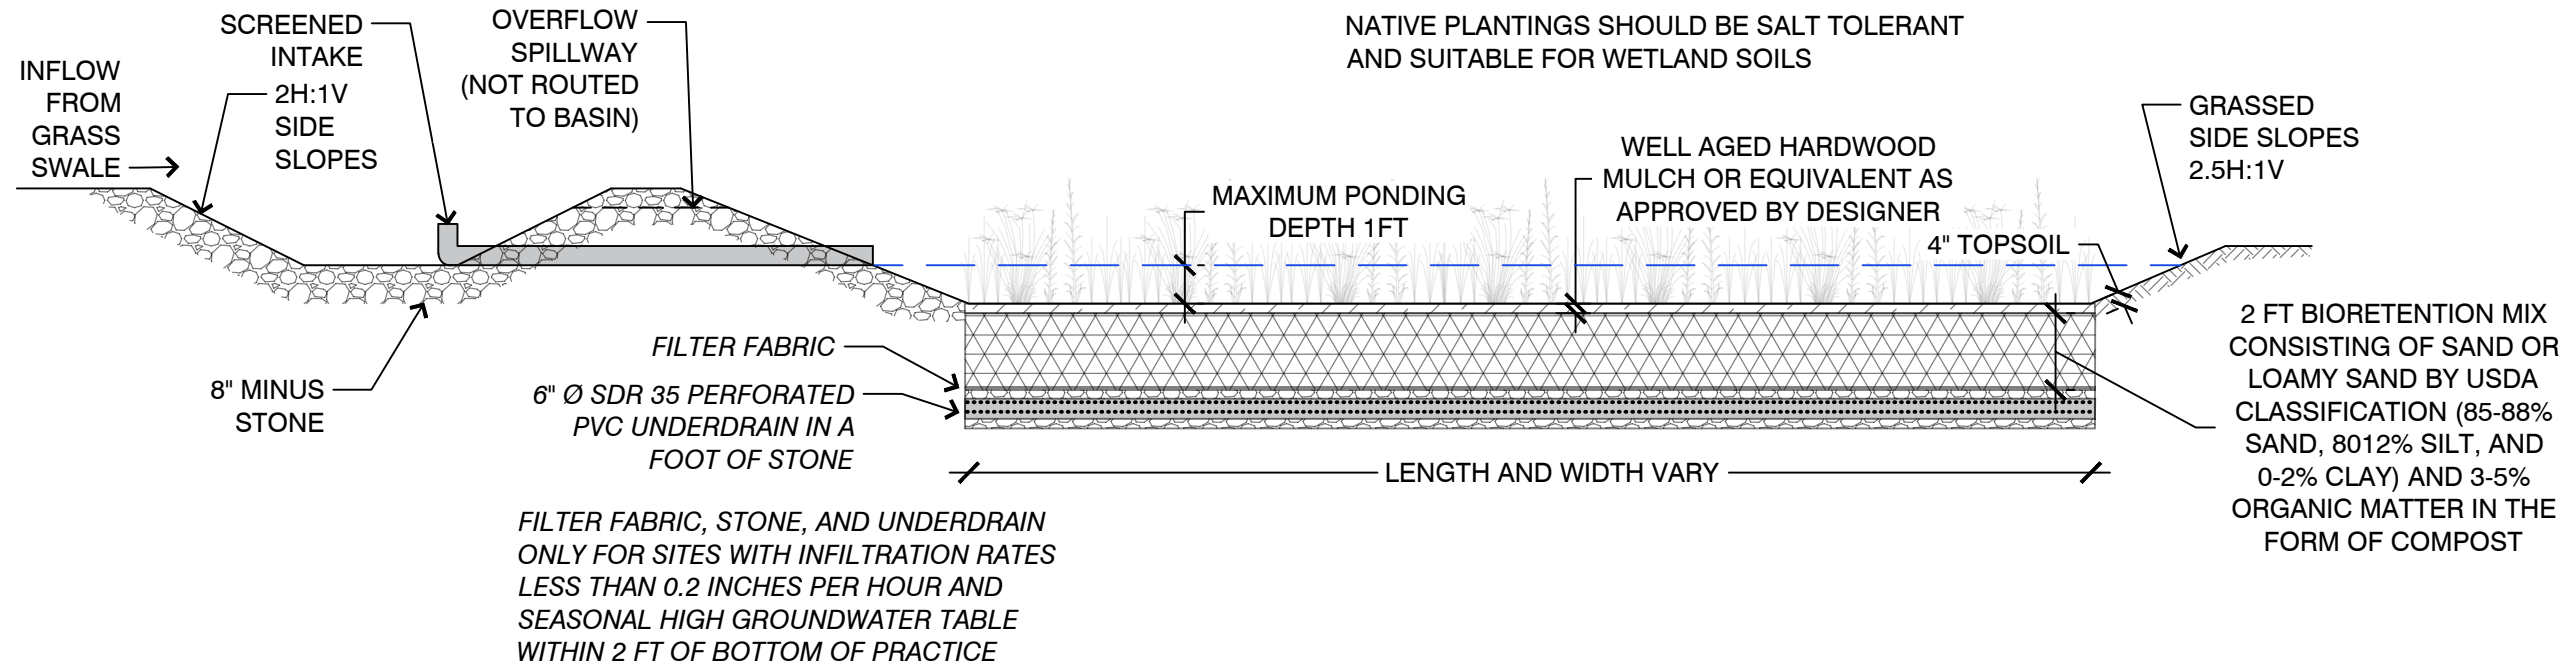 INFLOW
FROM
GRASS
SWALE
SCREENED
INTAKE
2H:1V
SIDE
SLOPES
OVERFLOW
SPILLWAY
(NOT ROUTED
TO BASIN)
NATIVE PLANTINGS SHOULD BE SALT TOLERANT
AND SUITABLE FOR WETLAND SOILS
MAXIMUM PONDING
DEPTH 1FT
WELL AGED HARDWOOD
MULCH OR EQUIVALENT AS
APPROVED BY DESIGNER
4" TOPSOIL
GRASSED
SIDE SLOPES
2.5H:1V
8" MINUS
STONE
FILTER FABRIC
6" Ø SDR 35 PERFORATED
PVC UNDERDRAIN IN A
FOOT OF STONE
LENGTH AND WIDTH VARY
2 FT BIORETENTION MIX
CONSISTING OF SAND OR
LOAMY SAND BY USDA
CLASSIFICATION (85-88%
SAND, 8012% SILT, AND
0-2% CLAY) AND 3-5%
ORGANIC MATTER IN THE
FORM OF COMPOST
FILTER FABRIC, STONE, AND UNDERDRAIN
ONLY FOR SITES WITH INFILTRATION RATES
LESS THAN 0.2 INCHES PER HOUR AND
SEASONAL HIGH GROUNDWATER TABLE
WITHIN 2 FT OF BOTTOM OF PRACTICE